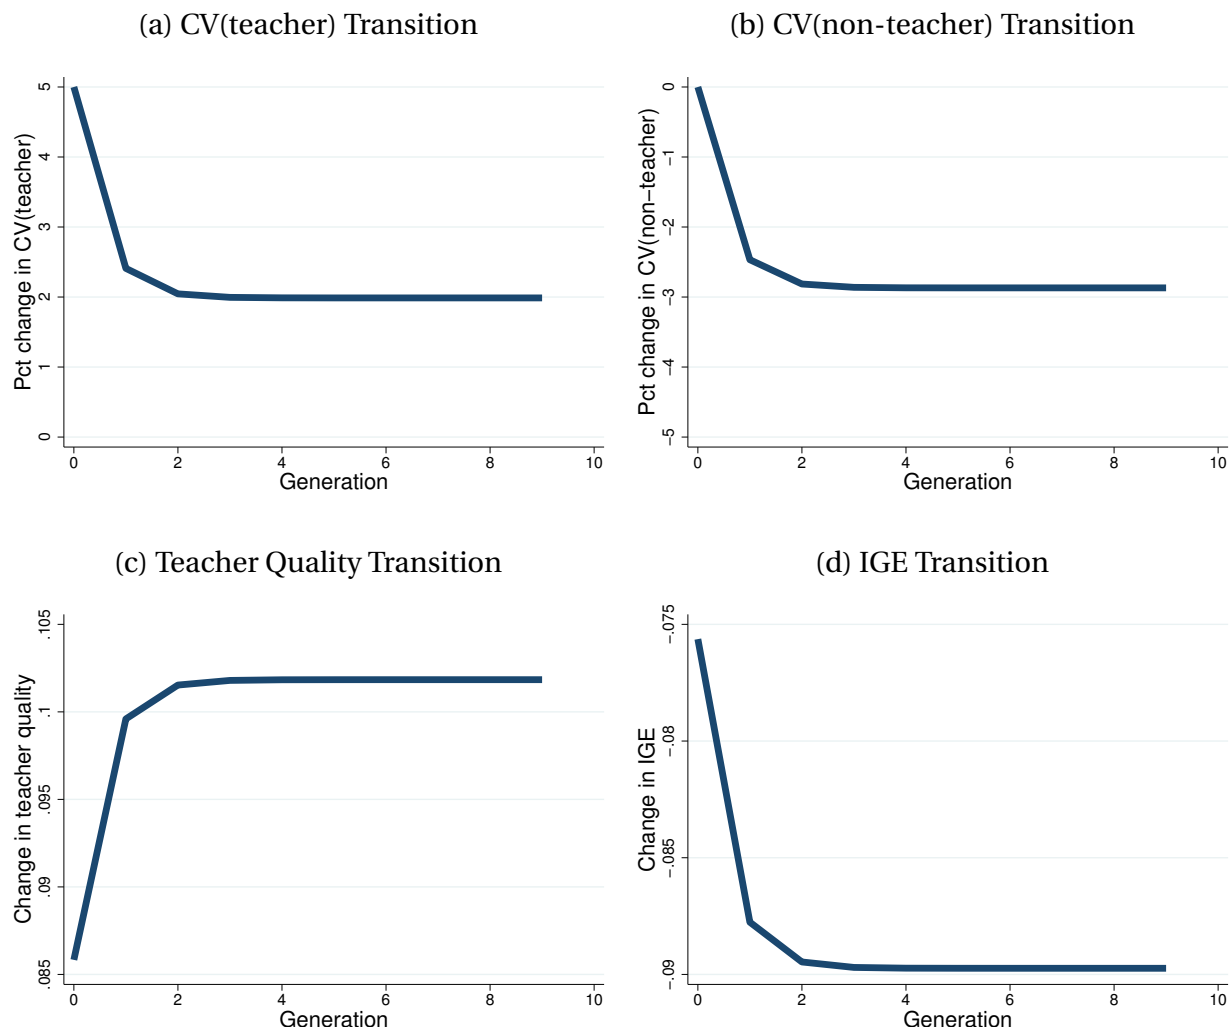 (a) CV(teacher) Transition
Pct change in CV(teacher)
5
4
3
2
1
0
0 2 4 6 8 10
Generation
(b) CV(non-teacher) Transition
Pct change in CV(non−teacher)
0
−1
−2
−3
−4
−5
0 2 4 6 8 10
Generation
(c) Teacher Quality Transition
Change in teacher quality
.105
.1
.095
.09
.085
0 2 4 6 8 10
Generation
(d) IGE Transition
Change in IGE
−.075
−.08
−.085
−.09
0 2 4 6 8 10
Generation